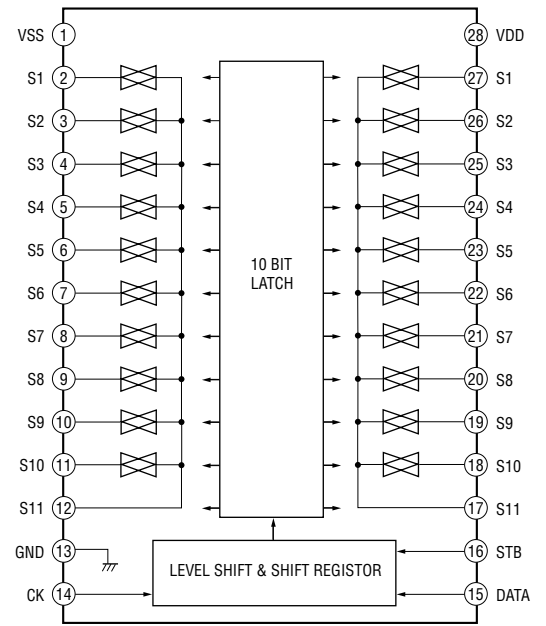 VSS 1 28 VDD
S1 2 27 S1
S2 3 26 S2
S3 4 25 S3
S4 5 24 S4
S5 6 23 S5
10 BIT
LATCH
S6 7 22 S6
S7 8 21 S7
S8 9 20 S8
S9 10 19 S9
S10 11 18 S10
S11 12 17 S11
GND 13 16 STB
LEVEL SHIFT & SHIFT REGISTOR
CK 14 15 DATA